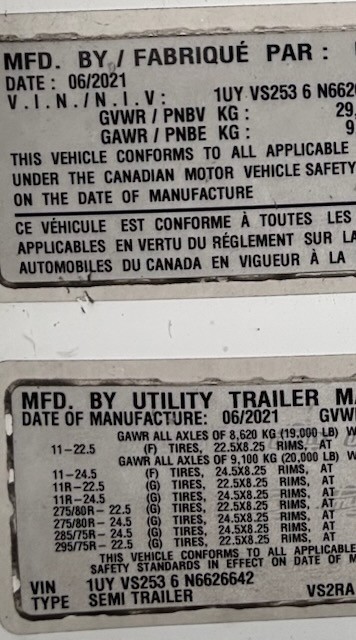 MFD. BY / FABRIQUÉ PAR :
DATE : 06/2021
V.I.N./N.I.V: 1UY VS253 6 N662
GVWR / PNBV KG : 29,
GAWR / PNBE KG : 9
THIS VEHICLE CONFORMS TO ALL APPLICABLE
UNDER THE CANADIAN MOTOR VEHICLE SAFETY
ON THE DATE OF MANUFACTURE
CE VÉHICULE EST CONFORME À TOUTES LES
APPLICABLES EN VERTU DU RÉGLEMENT SUR LA
AUTOMOBILES DU CANADA EN VIGUEUR À LA
MFD. BY UTILITY TRAILER MA
DATE OF MANUFACTURE: 06/2021 GVW
GAWR ALL AXLES OF 8,620 KG (19,000 LB) W
11-22.5 (F) TIRES, 22.5X8.25 RIMS, AT
GAWR ALL AXLES OF 9,100 KG (20,000 LB) W
11-24.5 (F) TIRES, 24.5X8.25 RIMS, AT
11R-22.5 (G) TIRES, 22.5X8.25 RIMS, AT
11R-24.5 (G) TIRES, 24.5X8.25 RIMS, AT
275/80R- 22.5 (G) TIRES, 22.5X8.25 RIMS, AT
275/80R- 24.5 (G) TIRES, 24.5X8.25 RIMS, AT
285/75R- 24.5 (G) TIRES, 24.5X8.25 RIMS, AT
295/75R- 22.5 (G) TIRES, 22.5X8.25 RIMS, AT
THIS VEHICLE CONFORMS TO ALL APPLICABLE
SAFETY STANDARDS IN EFFECT ON DATE OF M
VIN 1UY VS253 6 N6626642
TYPE SEMI TRAILER VS2RA